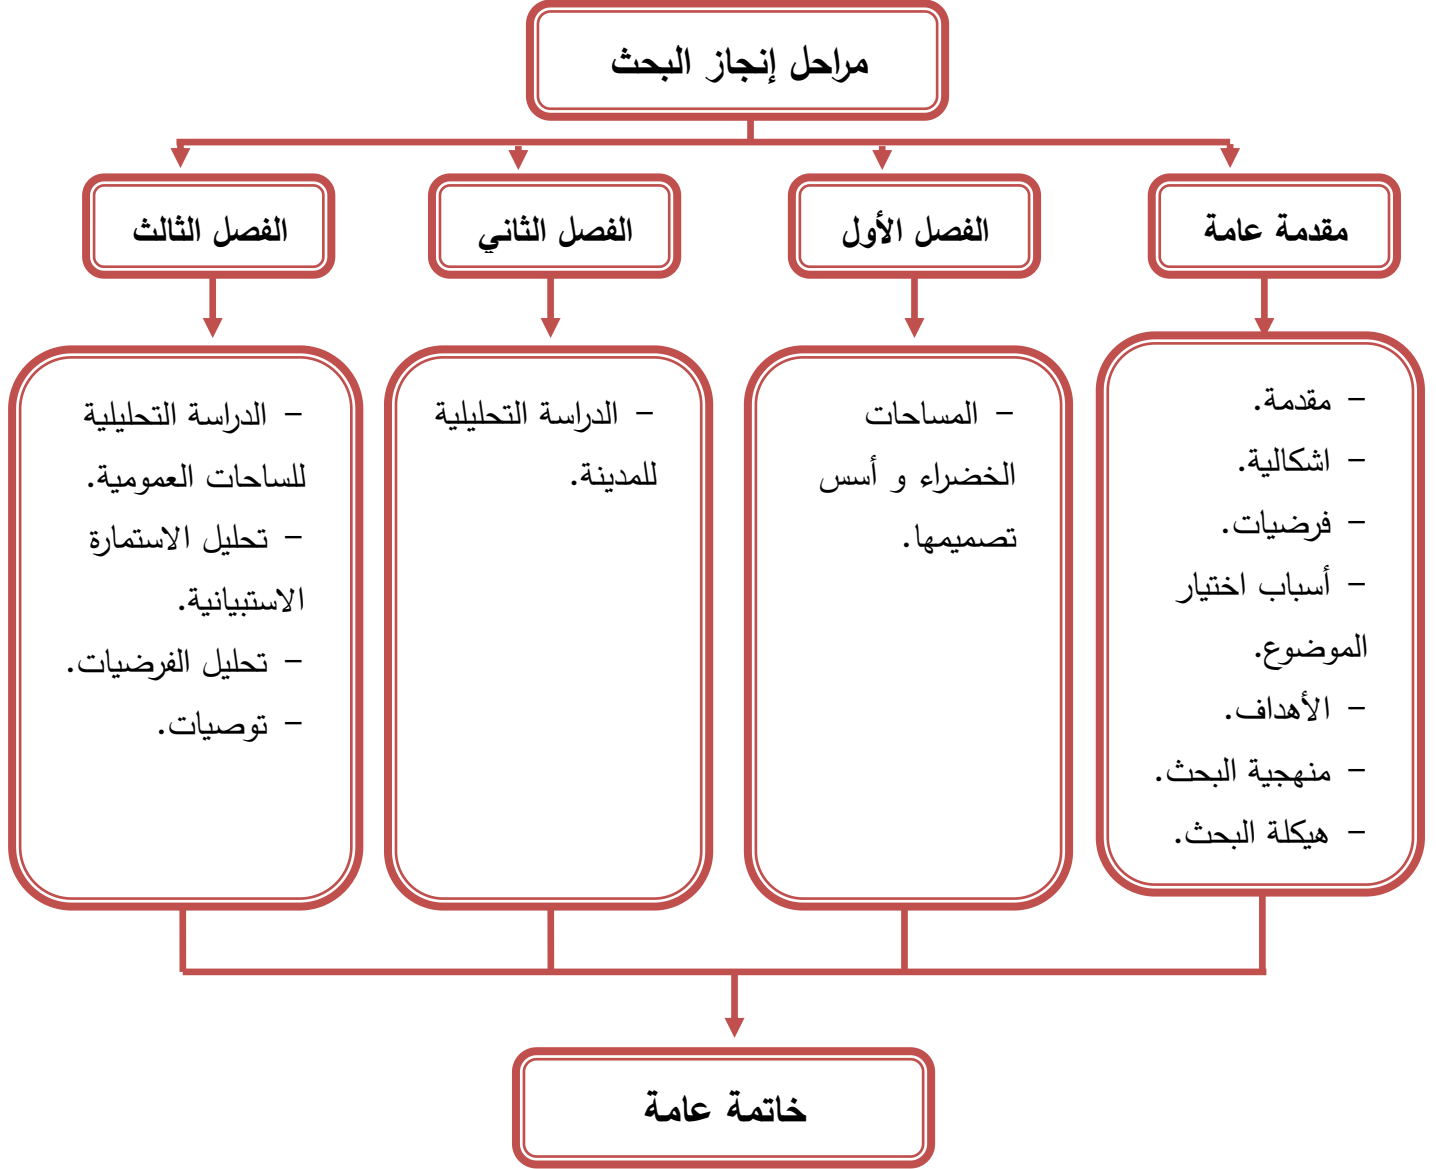 مراحل إنجاز البحث
مقدمة عامة
الفصل الأول
الفصل الثاني
الفصل الثالث
- مقدمة.
- اشكالية.
- فرضيات.
- أسباب اختيار
الموضوع.
- الأهداف.
- منهجية البحث.
- هيكلة البحث.
- المساحات
الخضراء و أسس
تصميمها.
- الدراسة التحليلية
للمدينة.
- الدراسة التحليلية
للساحات العمومية.
- تحليل الاستمارة
الاستبيانية.
- تحليل الفرضيات.
- توصيات.
خاتمة عامة